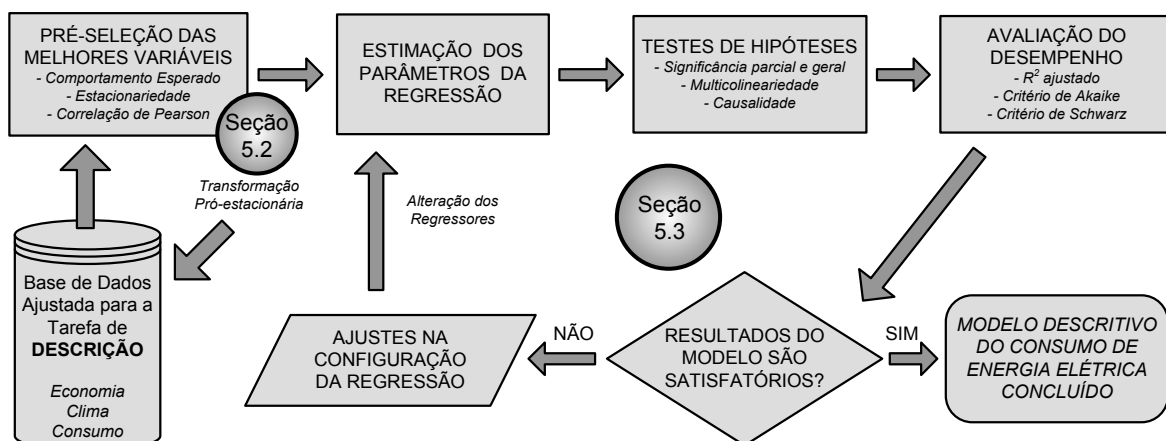 PRÉ-SELEÇÃO DAS
MELHORES VARIÁVEIS
- Comportamento Esperado
- Estacionariedade
- Correlação de Pearson
Seção
5.2
Transformação
Pró-estacionária
Base de Dados
Ajustada para a
Tarefa de
DESCRIÇÃO
Economia
Clima
Consumo
ESTIMAÇÃO DOS
PARÂMETROS DA
REGRESSÃO
Alteração dos
Regressores
TESTES DE HIPÓTESES
- Significância parcial e geral
- Multicolineariedade
- Causalidade
AVALIAÇÃO DO
DESEMPENHO
- R² ajustado
- Critério de Akaike
- Critério de Schwarz
Seção
5.3
AJUSTES NA
CONFIGURAÇÃO
DA REGRESSÃO
NÃO
RESULTADOS DO
MODELO SÃO
SATISFATÓRIOS?
SIM
MODELO DESCRITIVO
DO CONSUMO DE
ENERGIA ELÉTRICA
CONCLUÍDO